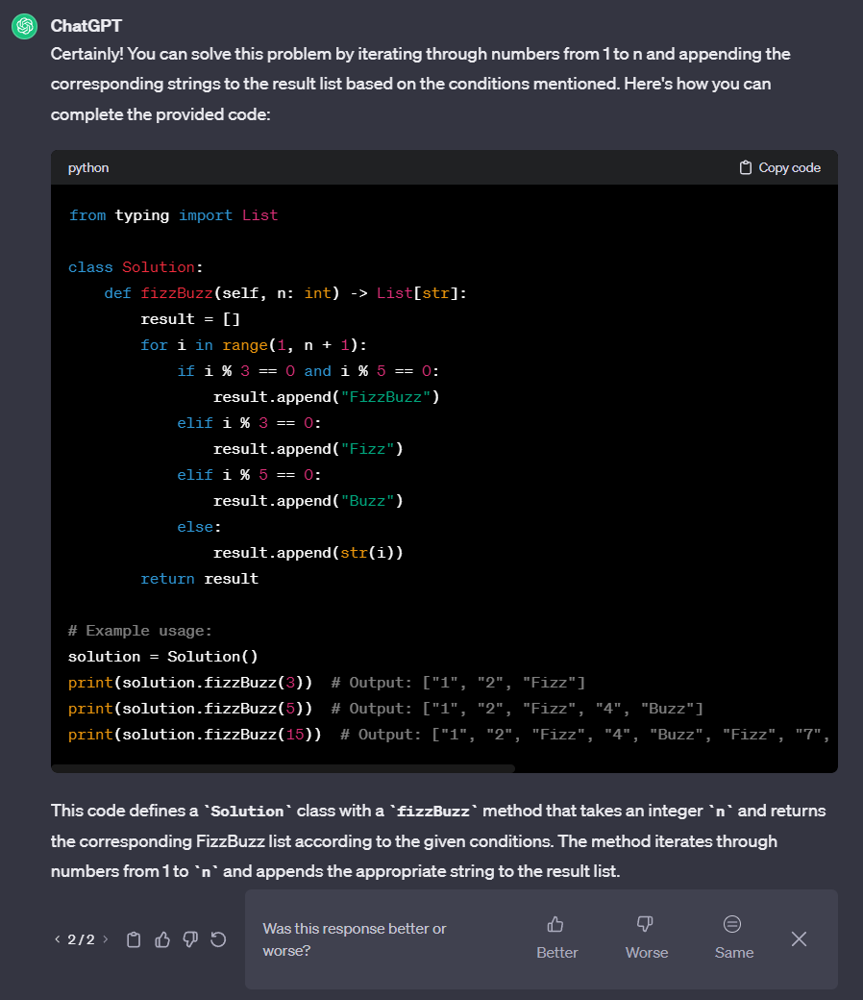 ChatGPT
Certainly! You can solve this problem by iterating through numbers from 1 to n and appending the
corresponding strings to the result list based on the conditions mentioned. Here's how you can
complete the provided code:
python
Copy code
from typing import List
class Solution:
    def fizzBuzz(self, n: int) -> List[str]:
        result = []
        for i in range(1, n + 1):
            if i % 3 == 0 and i % 5 == 0:
                result.append("FizzBuzz")
            elif i % 3 == 0:
                result.append("Fizz")
            elif i % 5 == 0:
                result.append("Buzz")
            else:
                result.append(str(i))
        return result
# Example usage:
solution = Solution()
print(solution.fizzBuzz(3))  # Output: ["1", "2", "Fizz"]
print(solution.fizzBuzz(5))  # Output: ["1", "2", "Fizz", "4", "Buzz"]
print(solution.fizzBuzz(15))  # Output: ["1", "2", "Fizz", "4", "Buzz", "Fizz", "7",
This code defines a `Solution` class with a `fizzBuzz` method that takes an integer `n` and returns
the corresponding FizzBuzz list according to the given conditions. The method iterates through
numbers from 1 to `n` and appends the appropriate string to the result list.
2 / 2
Was this response better or
worse?
Better
Worse
Same